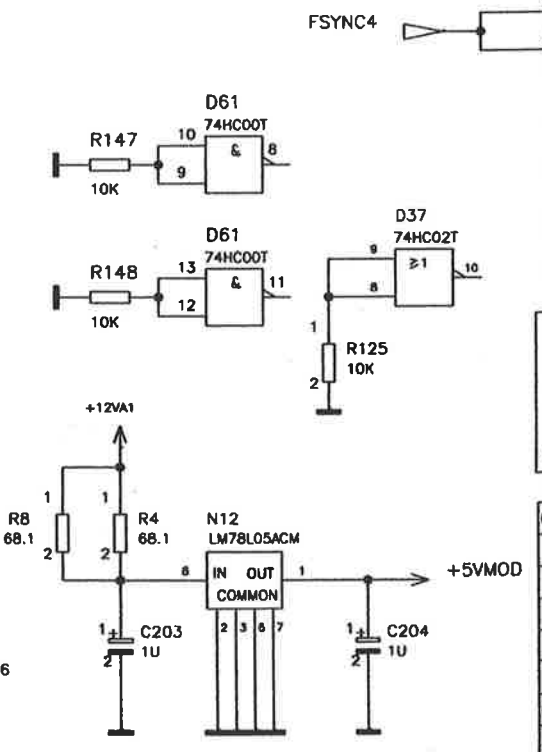 FSYNC4
D61
74HC00T
R147
10K
10
9
&
8
D61
74HC00T
R148
10K
13
12
&
11
D37
74HC02T
9
8
≥1
10
1
2
R125
10K
+12VA1
1
2
R8
68.1
1
2
R4
68.1
N12
LM78L05ACM
8
IN OUT
COMMON
1
2 3 6 7
+5VMOD
1 +
2
C203
1U
1 +
2
C204
1U
6